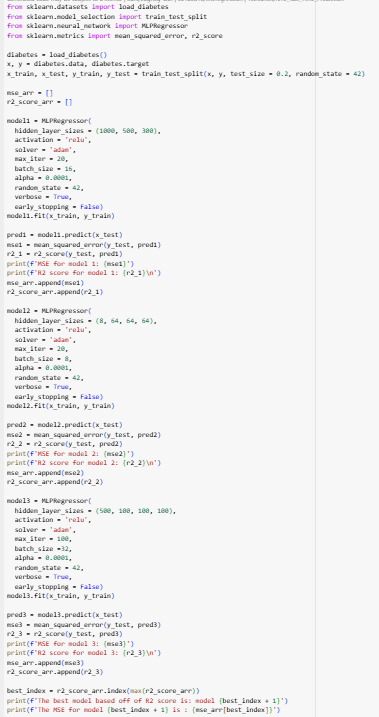 from sklearn.datasets import load_diabetes
from sklearn.model_selection import train_test_split
from sklearn.neural_network import MLPRegressor
from sklearn.metrics import mean_squared_error, r2_score
diabetes = load_diabetes()
x, y = diabetes.data, diabetes.target
x_train, x_test, y_train, y_test = train_test_split(x, y, test_size = 0.2, random_state = 42)
mse_arr = []
r2_score_arr = []
model1 = MLPRegressor(
hidden_layer_sizes = (1000, 500, 300),
activation = 'relu',
solver = 'adam',
max_iter = 20,
batch_size = 16,
alpha = 0.0001,
random_state = 42,
verbose = True,
early_stopping = False)
model1.fit(x_train, y_train)
pred1 = model1.predict(x_test)
mse1 = mean_squared_error(y_test, pred1)
r2_1 = r2_score(y_test, pred1)
print(f'MSE for model 1: {mse1}')
print(f'R2 score for model 1: {r2_1}\n')
mse_arr.append(mse1)
r2_score_arr.append(r2_1)
model2 = MLPRegressor(
hidden_layer_sizes = (8, 64, 64, 64),
activation = 'relu',
solver = 'adam',
max_iter = 20,
batch_size = 8,
alpha = 0.0001,
random_state = 42,
verbose = True,
early_stopping = False)
model2.fit(x_train, y_train)
pred2 = model2.predict(x_test)
mse2 = mean_squared_error(y_test, pred2)
r2_2 = r2_score(y_test, pred2)
print(f'MSE for model 2: {mse2}')
print(f'R2 score for model 2: {r2_2}\n')
mse_arr.append(mse2)
r2_score_arr.append(r2_2)
model3 = MLPRegressor(
hidden_layer_sizes = (500, 100, 100, 100),
activation = 'relu',
solver = 'adam',
max_iter = 100,
batch_size =32,
alpha = 0.0001,
random_state = 42,
verbose = True,
early_stopping = False)
model3.fit(x_train, y_train)
pred3 = model3.predict(x_test)
mse3 = mean_squared_error(y_test, pred3)
r2_3 = r2_score(y_test, pred3)
print(f'MSE for model 3: {mse3}')
print(f'R2 score for model 3: {r2_3}\n')
mse_arr.append(mse3)
r2_score_arr.append(r2_3)
best_index = r2_score_arr.index(max(r2_score_arr))
print(f'The best model based off of R2 score is: model {best_index + 1}')
print(f'The MSE for model {best_index + 1} is : {mse_arr[best_index]}')